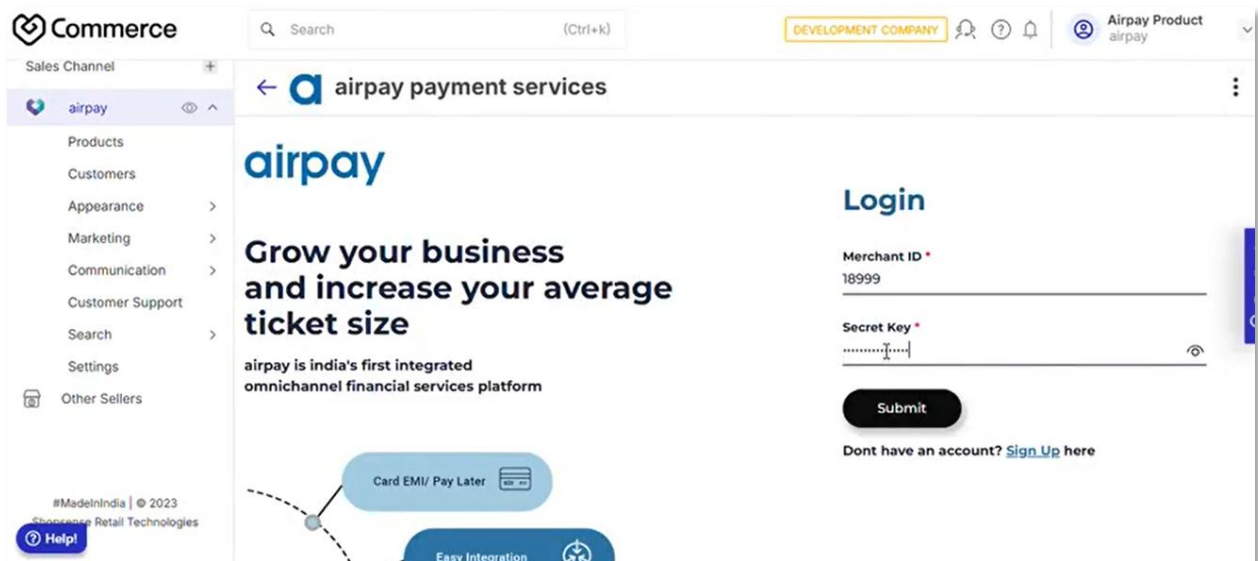 Commerce
Search (Ctrl+k)
DEVELOPMENT COMPANY
Airpay Product
airpay
Sales Channel +
airpay
Products
Customers
Appearance
Marketing
Communication
Customer Support
Search
Settings
Other Sellers
#MadeInIndia | © 2023
Shopsense Retail Technologies
Help!
a airpay payment services
airpay
Grow your business
and increase your average
ticket size
airpay is india's first integrated
omnichannel financial services platform
Card EMI/ Pay Later
Easy Integration
Login
Merchant ID *
18999
Secret Key *
Submit
Dont have an account? Sign Up here